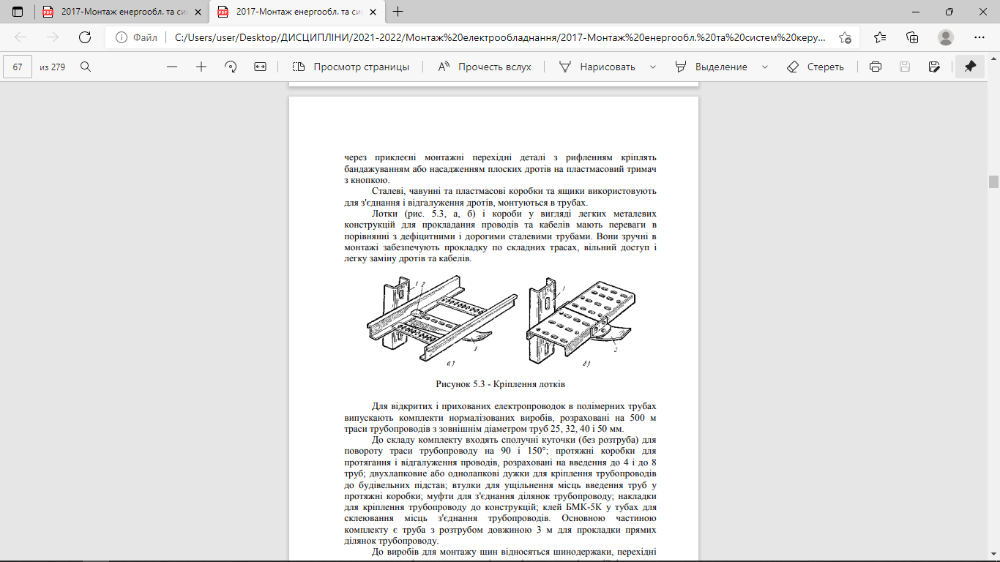 2017-Монтаж енергообл. та сис
2017-Монтаж енергообл. та сис
Файл
C:/Users/user/Desktop/ДИСЦИПЛІНИ/2021-2022/Монтаж%20електрообладнання/2017-Монтаж%20енергообл.%20та%20систем%20керу...
67
из 279
Просмотр страницы
Прочесть вслух
Нарисовать
Выделение
Стереть
через приклеєні монтажні перехідні деталі з рифленням кріплять
бандажуванням або насадженням плоских дротів на пластмасовий тримач
з кнопкою.
Сталеві, чавунні та пластмасові коробки та ящики використовують
для з'єднання і відгалуження дротів, монтуються в трубах.
Лотки (рис. 5.3, а, б) і короби у вигляді легких металевих
конструкцій для прокладання проводів та кабелів мають переваги в
порівнянні з дефіцитними і дорогими сталевими трубами. Вони зручні в
монтажі забезпечують прокладку по складних трасах, вільний доступ і
легку заміну дротів та кабелів.
1 2
1
3
а)
б)
Рисунок 5.3 - Кріплення лотків
Для відкритих і прихованих електропроводок в полімерних трубах
випускають комплекти нормалізованих виробів, розраховані на 500 м
траси трубопроводів з зовнішнім діаметром труб 25, 32, 40 і 50 мм.
До складу комплекту входять сполучні куточки (без розтруба) для
повороту траси трубопроводу на 90 і 150°; протяжні коробки для
протягання і відгалуження проводів, розраховані на введення до 4 і до 8
труб; двухлапковие або однолапкові дужки для кріплення трубопроводів
до будівельних підстав; втулки для ущільнення місць введення труб у
протяжні коробки; муфти для з'єднання ділянок трубопроводу; накладки
для кріплення трубопроводу до конструкцій; клей БМК-5К у тубах для
склеювання місць з'єднання трубопроводів. Основною частиною
комплекту є труба з розтрубом довжиною 3 м для прокладки прямих
ділянок трубопроводу.
До виробів для монтажу шин відносяться шинодержаки, перехідні